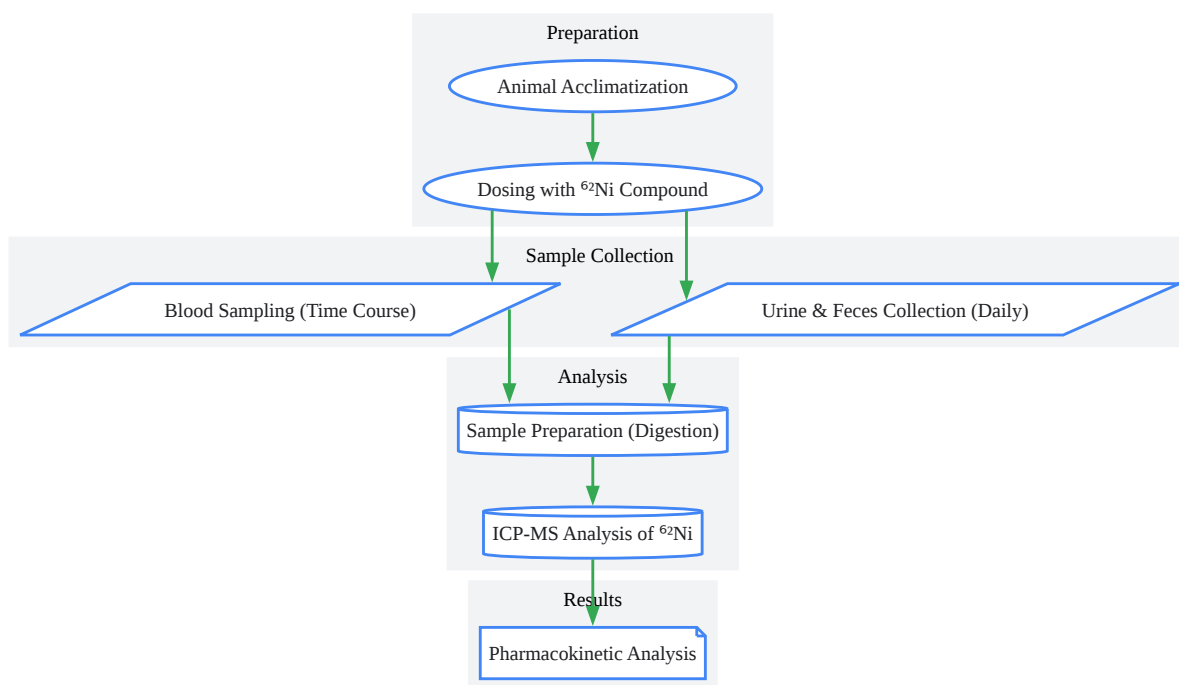 Preparation
Animal Acclimatization
Dosing with ⁶²Ni Compound
Sample Collection
Blood Sampling (Time Course)
Urine & Feces Collection (Daily)
Analysis
Sample Preparation (Digestion)
ICP-MS Analysis of ⁶²Ni
Results
Pharmacokinetic Analysis